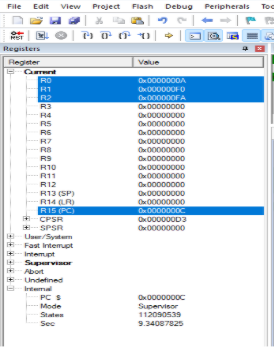 File Edit View Project Flash Debug Peripherals Too
Registers
Register Value
Current
R0 0x0000000A
R1 0x000000F0
R2 0x000000FA
R3 0x00000000
R4 0x00000000
R5 0x00000000
R6 0x00000000
R7 0x00000000
R8 0x00000000
R9 0x00000000
R10 0x00000000
R11 0x00000000
R12 0x00000000
R13 (SP) 0x00000000
R14 (LR) 0x00000000
R15 (PC) 0x0000000C
CPSR 0x000000D3
SPSR 0x00000000
User/System
Fast Interrupt
Interrupt
Supervisor
Abort
Undefined
Internal
PC $ 0x0000000C
Mode Supervisor
States 112090539
Sec 9.34087825